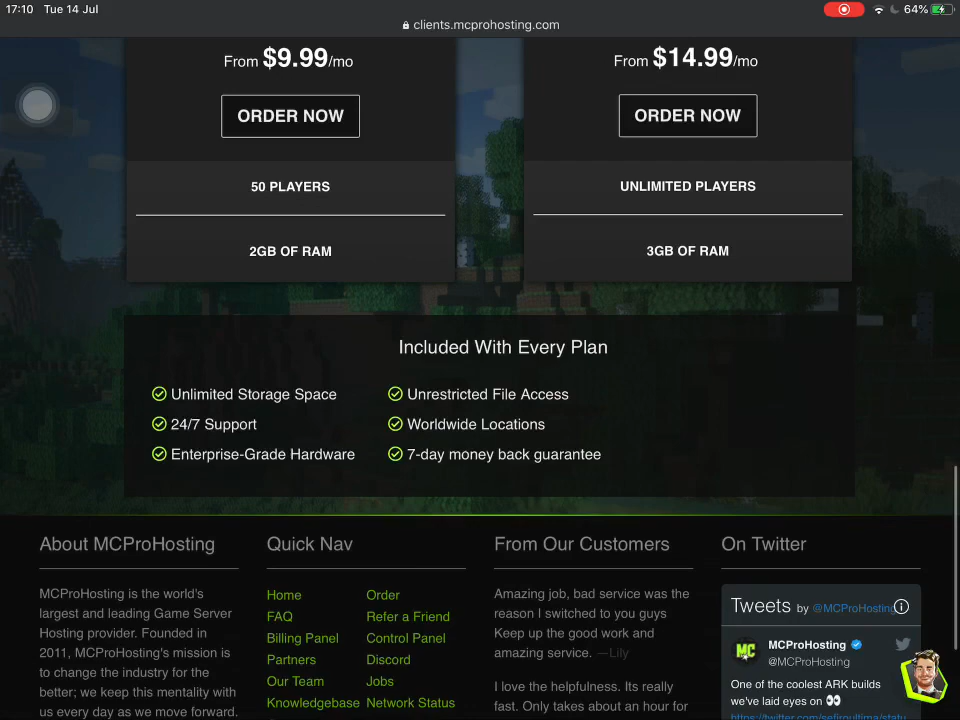 17:10 Tue 14 Jul
64%
clients.mcprohosting.com
From $9.99/mo
ORDER NOW
50 PLAYERS
2GB OF RAM
From $14.99/mo
ORDER NOW
UNLIMITED PLAYERS
3GB OF RAM
Included With Every Plan
Unlimited Storage Space
24/7 Support
Enterprise-Grade Hardware
Unrestricted File Access
Worldwide Locations
7-day money back guarantee
About MCProHosting
MCProHosting is the world's
largest and leading Game Server
Hosting provider. Founded in
2011, MCProHosting's mission is
to change the industry for the
better; we keep this mentality with
us every day as we move forward.
Quick Nav
Home
FAQ
Billing Panel
Partners
Our Team
Knowledgebase
Order
Refer a Friend
Control Panel
Discord
Jobs
Network Status
From Our Customers
Amazing job, bad service was the
reason I switched to you guys
Keep up the good work and
amazing service. —Lily
I love the helpfulness. Its really
fast. Only takes about an hour for
On Twitter
Tweets by @MCProHosting
MC
MCProHosting
@MCProHosting
One of the coolest ARK builds
we've laid eyes on 👀